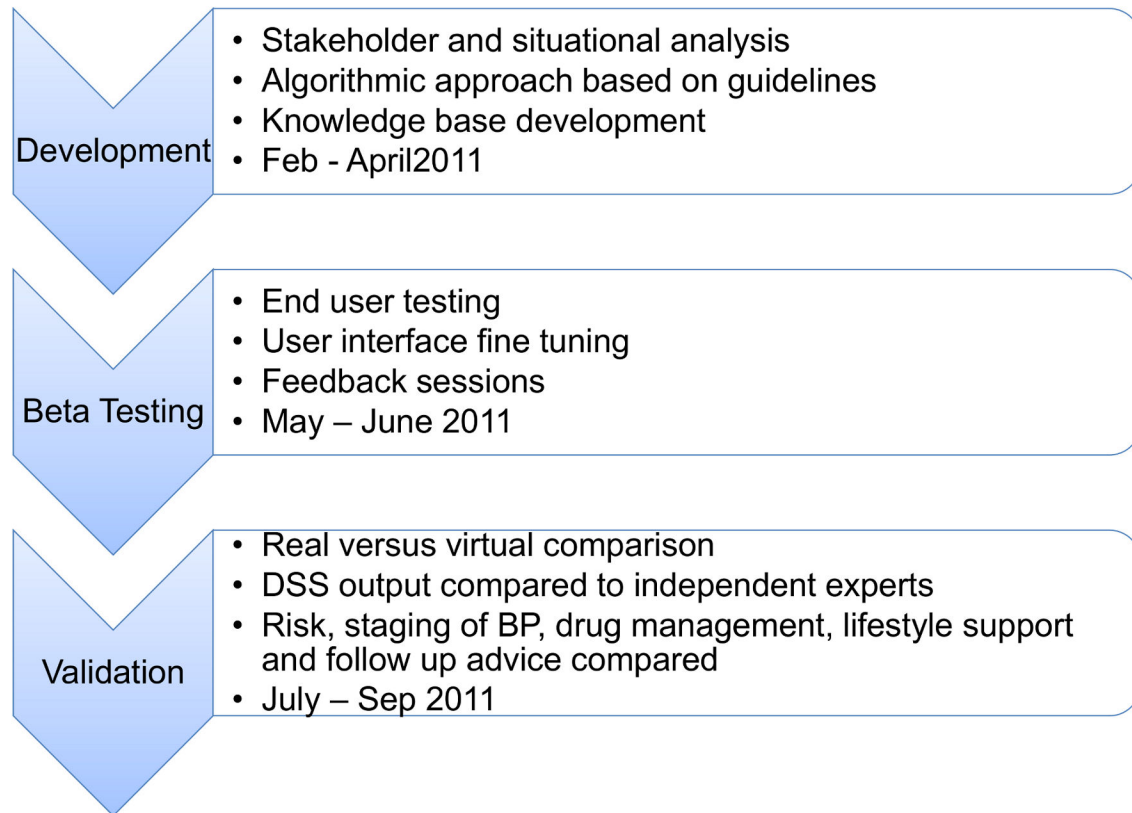 Development
• Stakeholder and situational analysis
• Algorithmic approach based on guidelines
• Knowledge base development
• Feb - April2011
Beta Testing
• End user testing
• User interface fine tuning
• Feedback sessions
• May – June 2011
Validation
• Real versus virtual comparison
• DSS output compared to independent experts
• Risk, staging of BP, drug management, lifestyle support
and follow up advice compared
• July – Sep 2011